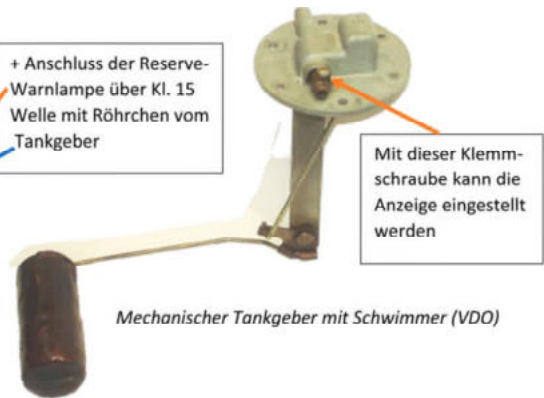 + Anschluss der Reserve-
Warnlampe über Kl. 15
Welle mit Röhrchen vom
Tankgeber
Mit dieser Klemm-
schraube kann die
Anzeige eingestellt
werden
Mechanischer Tankgeber mit Schwimmer (VDO)